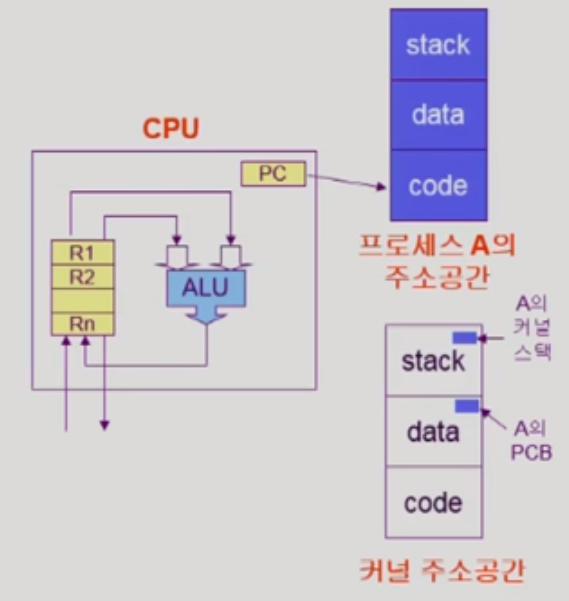 stack
data
code
프로세스 A의
주소공간
CPU
PC
R1
R2
Rn
ALU
A의
커널
스택
stack
data
code
A의
PCB
커널 주소공간